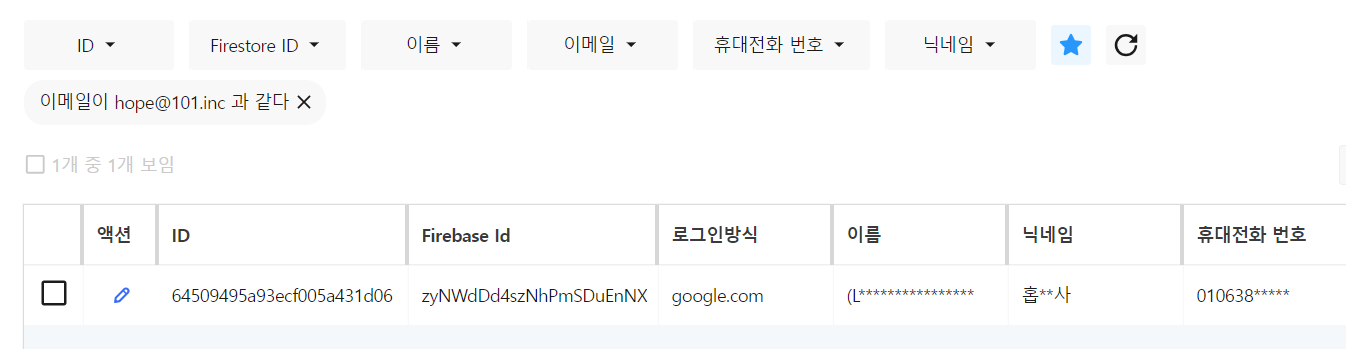 ID Firestore ID 이름 이메일 휴대전화 번호 닉네임
이메일이 hope@101.inc 과 같다
1개 중 1개 보임
액션 ID Firebase Id 로그인방식 이름 닉네임 휴대전화 번호
64509495a93ecf005a431d06 zyNWdDd4szNhPmSDuEnNX google.com (L**************** 홉**사 010638*****